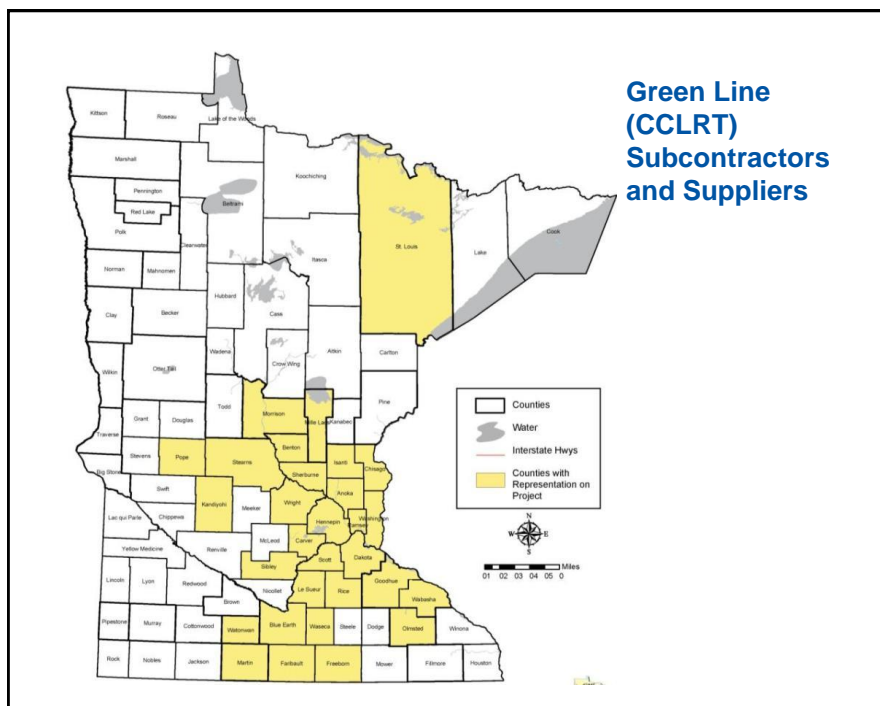 Green Line
(CCLRT)
Subcontractors
and Suppliers
Kittson
Roseau
Lake of the Woods
Marshall
Koochiching
Pennington
Red Lake
Beltrami
Polk
Clearwater
Cook
St. Louis
Lake
Itasca
Norman
Mahnomen
Hubbard
Cass
Clay
Becker
Wadena
Aitkin
Carlton
Crow Wing
Wilkin
Otter Tail
Pine
Todd
Morrison
Mille Lacs
Kanabec
Grant
Douglas
Traverse
Benton
Stevens
Pope
Stearns
Isanti
Chisago
Big Stone
Sherburne
Swift
Anoka
Kandiyohi
Wright
Meeker
Lac qui Parle
Chippewa
Hennepin
Washington
Ramsey
McLeod
Carver
Yellow Medicine
Renville
Scott
Dakota
Sibley
Lincoln
Lyon
Redwood
Nicollet
Le Sueur
Rice
Goodhue
Wabasha
Brown
Pipestone
Murray
Cottonwood
Watonwan
Blue Earth
Waseca
Steele
Dodge
Olmsted
Winona
Rock
Nobles
Jackson
Martin
Faribault
Freeborn
Mower
Fillmore
Houston
Counties
Water
Interstate Hwys
Counties with
Representation on
Project
N
W
E
S
Miles
01 02 03 04 05 0